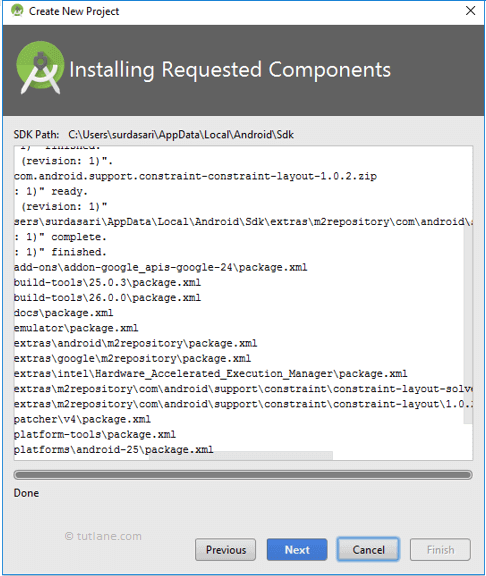 Create New Project
Installing Requested Components
SDK Path: C:\Users\surdasari\AppData\Local\Android\Sdk
1)" finished.
(revision: 1)".
com.android.support.constraint-constraint-layout-1.0.2.zip
: 1)" ready.
(revision: 1)"
sers\surdasari\AppData\Local\Android\Sdk\extras\m2repository\com\android\
: 1)" complete.
: 1)" finished.
add-ons\addon-google_apis-google-24\package.xml
build-tools\25.0.3\package.xml
build-tools\26.0.0\package.xml
docs\package.xml
emulator\package.xml
extras\android\m2repository\package.xml
extras\google\m2repository\package.xml
extras\intel\Hardware_Accelerated_Execution_Manager\package.xml
extras\m2repository\com\android\support\constraint\constraint-layout-solve
extras\m2repository\com\android\support\constraint\constraint-layout\1.0.
patcher\v4\package.xml
platform-tools\package.xml
platforms\android-25\package.xml
Done
© tutlane.com
Previous Next Cancel Finish